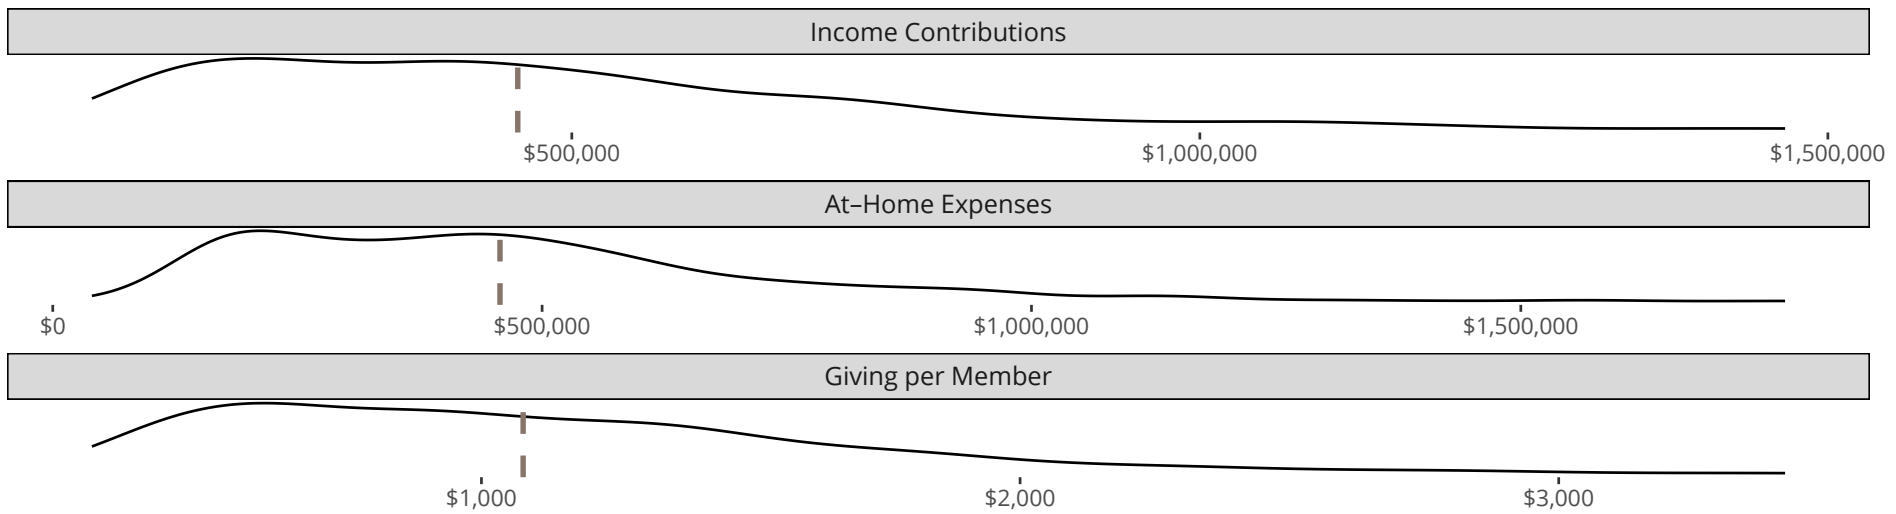 Income Contributions
$500,000 $1,000,000 $1,500,000
At–Home Expenses
$0 $500,000 $1,000,000 $1,500,000
Giving per Member
$1,000 $2,000 $3,000